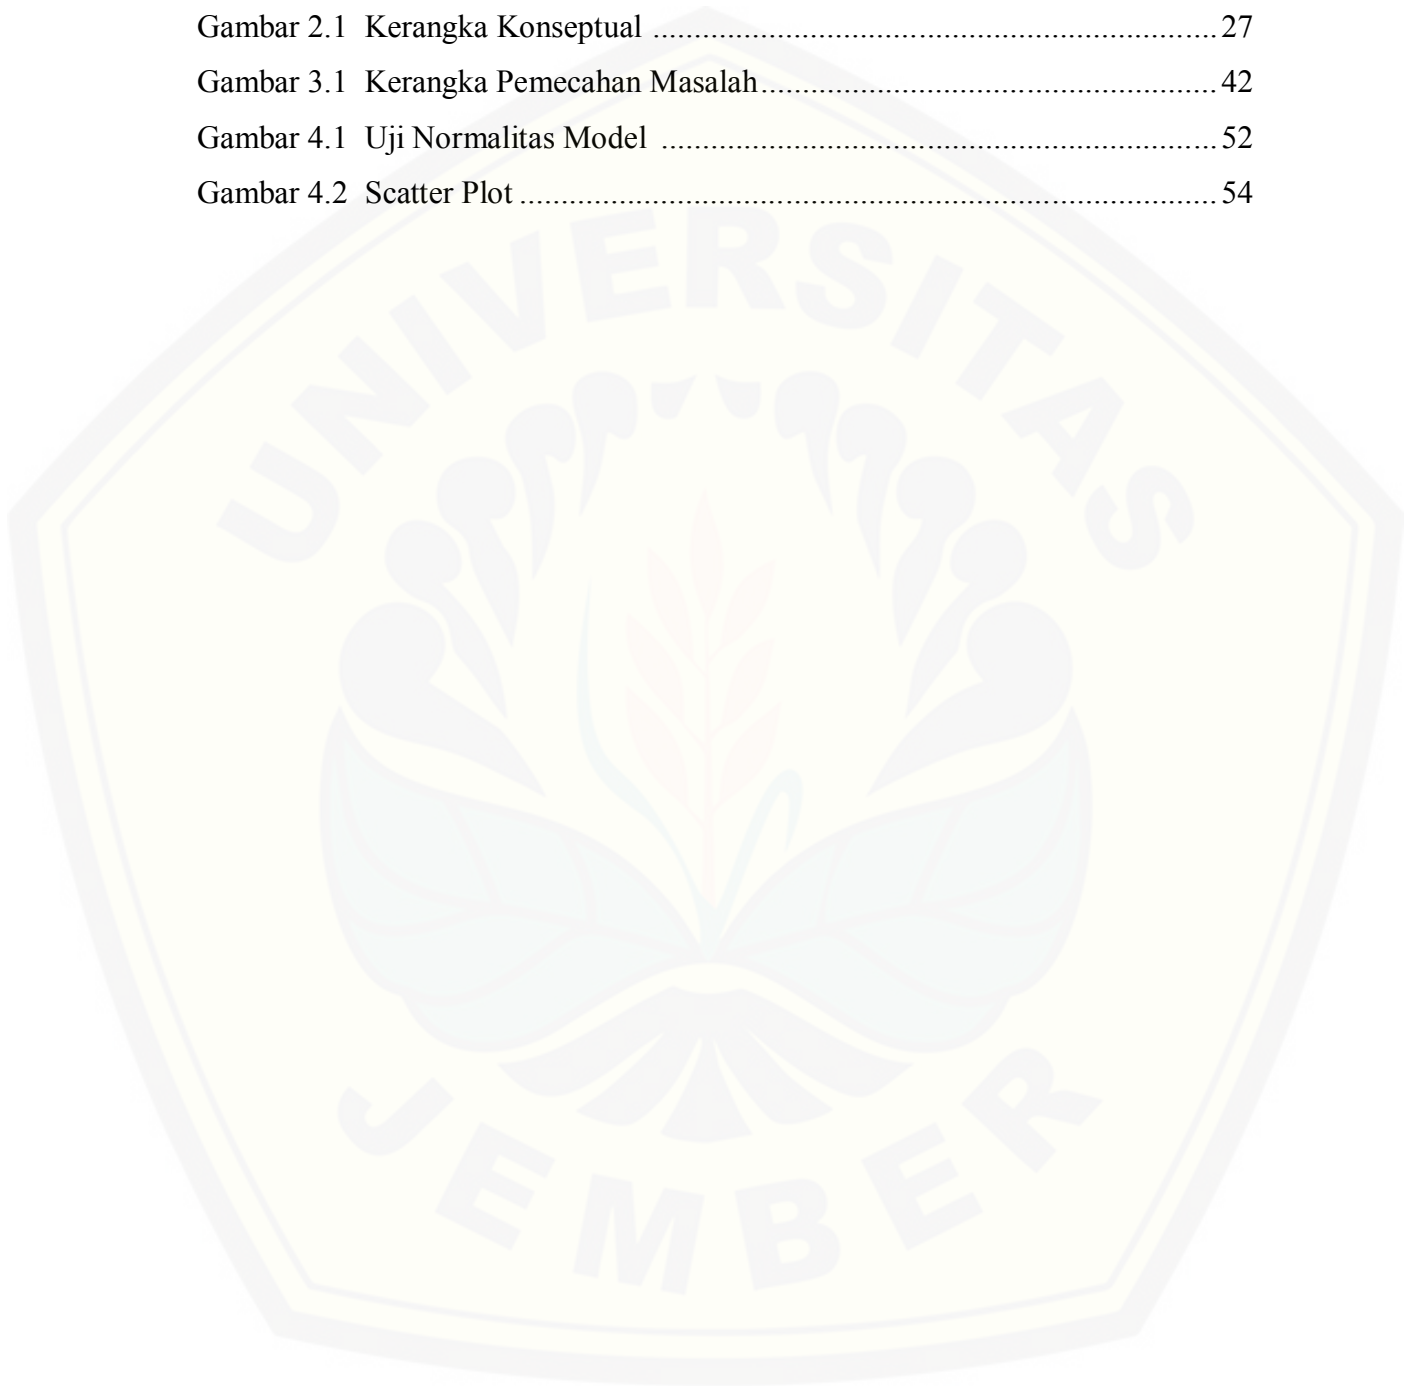 Gambar 2.1 Kerangka Konseptual ..................................................................... 27
Gambar 3.1 Kerangka Pemecahan Masalah........................................................ 42
Gambar 4.1 Uji Normalitas Model .................................................................... 52
Gambar 4.2 Scatter Plot ..................................................................................... 54
UNIVERSITAS
JEMBER